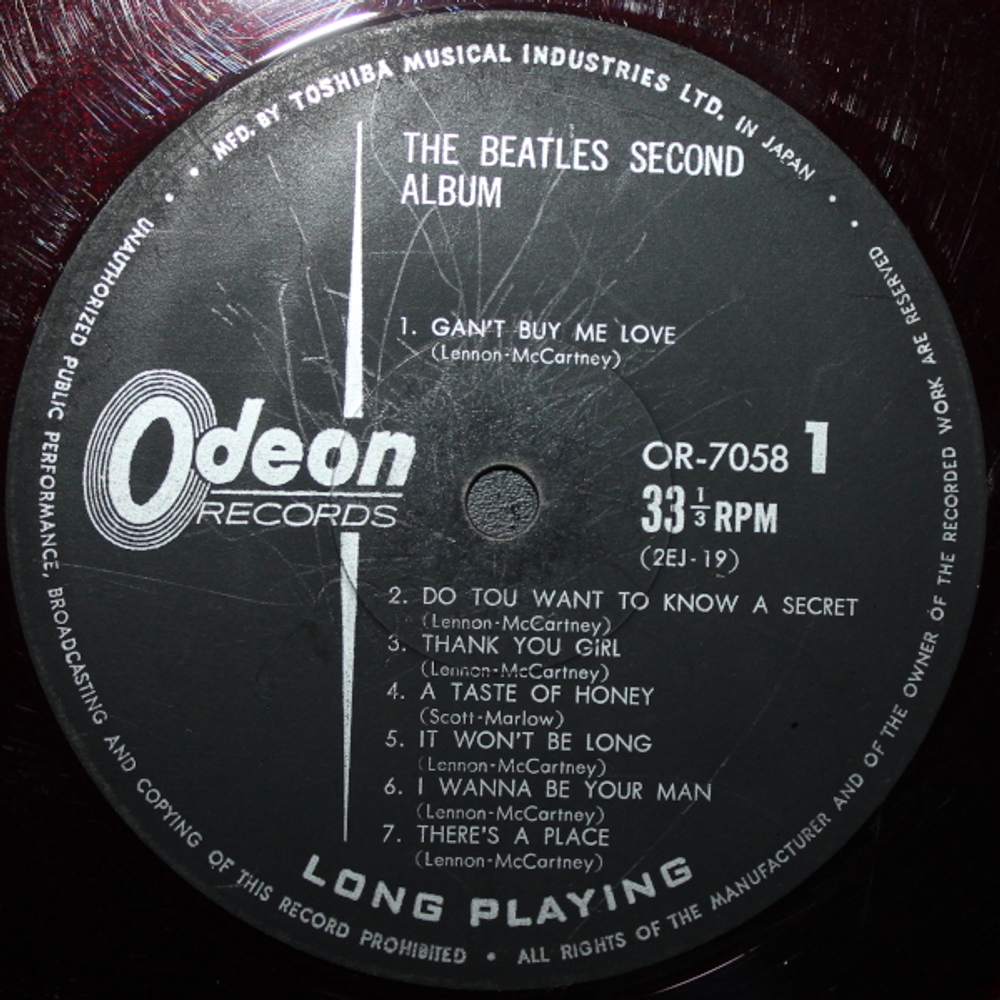 MFD. BY TOSHIBA MUSICAL INDUSTRIES LTD. IN JAPAN
THE BEATLES SECOND
ALBUM
1. GAN'T BUY ME LOVE
(Lennon-McCartney)
Odeon
RECORDS
OR-7058 1
33 1/3 RPM
(2EJ-19)
2. DO TOU WANT TO KNOW A SECRET
(Lennon-McCartney)
3. THANK YOU GiRL
(Lennon-McCartney)
4. A TASTE OF HONEY
(Scott-Marlow)
5. IT WON'T BE LONG
(Lennon-McCartney)
6. I WANNA BE YOUR MAN
(Lennon-McCartney)
7. THERE'S A PLACE
(Lennon-McCartney)
LONG PLAYING
UNAUTHORIZED PUBLIC PERFORMANCE, BROADCASTING AND COPYING OF THIS RECORD PROHIBITED • ALL RIGHTS OF THE MANUFACTURER AND OF THE OWNER OF THE RECORDED WORK ARE RESERVED